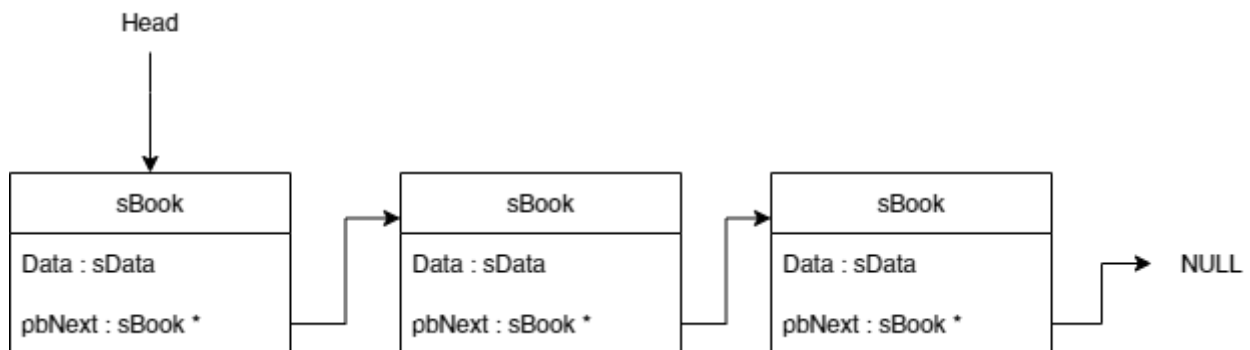 Head
sBook
sBook
sBook
Data : sData
Data : sData
Data : sData
NULL
pbNext : sBook *
pbNext : sBook *
pbNext : sBook *